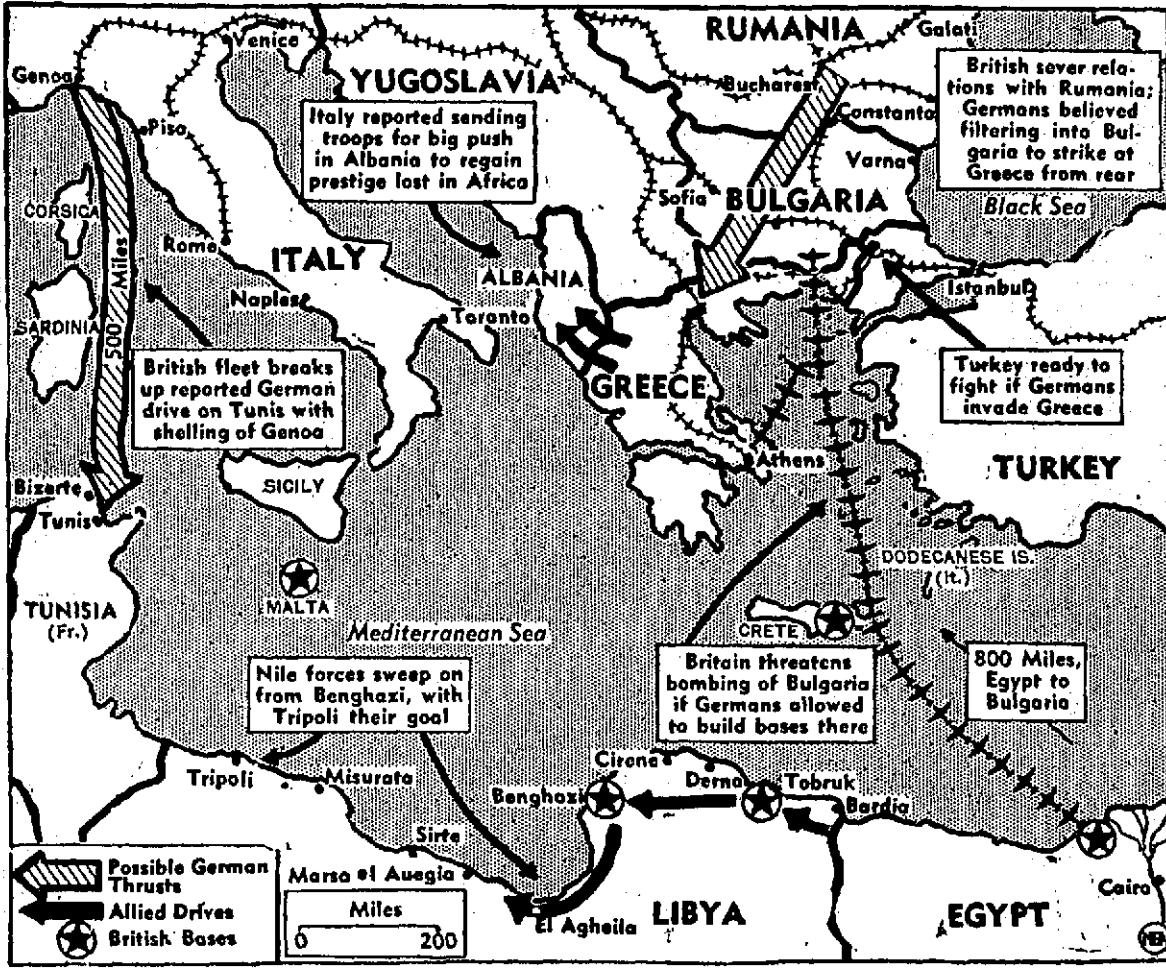 RUMANIA
Galati
Venice
Genoa
YUGOSLAVIA
Bucharest
British sever rela-
tions with Rumania;
Germans believed
filtering into Bul-
garia to strike at
Greece from rear
Italy reported sending
troops for big push
in Albania to regain
prestige lost in Africa
Constanta
Pisa
Varna
Sofia
BULGARIA
Black Sea
CORSICA
Rome
ITALY
ALBANIA
Istanbul
Naples
Taranto
SARDINIA
500 Miles
British fleet breaks
up reported German
drive on Tunis with
shelling of Genoa
GREECE
Turkey ready to
fight if Germans
invade Greece
Athens
TURKEY
Bizerte
SICILY
Tunis
DODECANESE IS.
(It.)
MALTA
TUNISIA
(Fr.)
CRETE
Mediterranean Sea
Nile forces sweep on
from Benghazi, with
Tripoli their goal
Britain threatens
bombing of Bulgaria
if Germans allowed
to build bases there
800 Miles,
Egypt to
Bulgaria
Tripoli
Misurata
Cirene
Derna
Tobruk
Benghazi
Bardia
Sirte
Marsa el Auegia
El Agheila
LIBYA
EGYPT
Cairo
Possible German
Thrusts
Allied Drives
British Bases
Miles
0 200